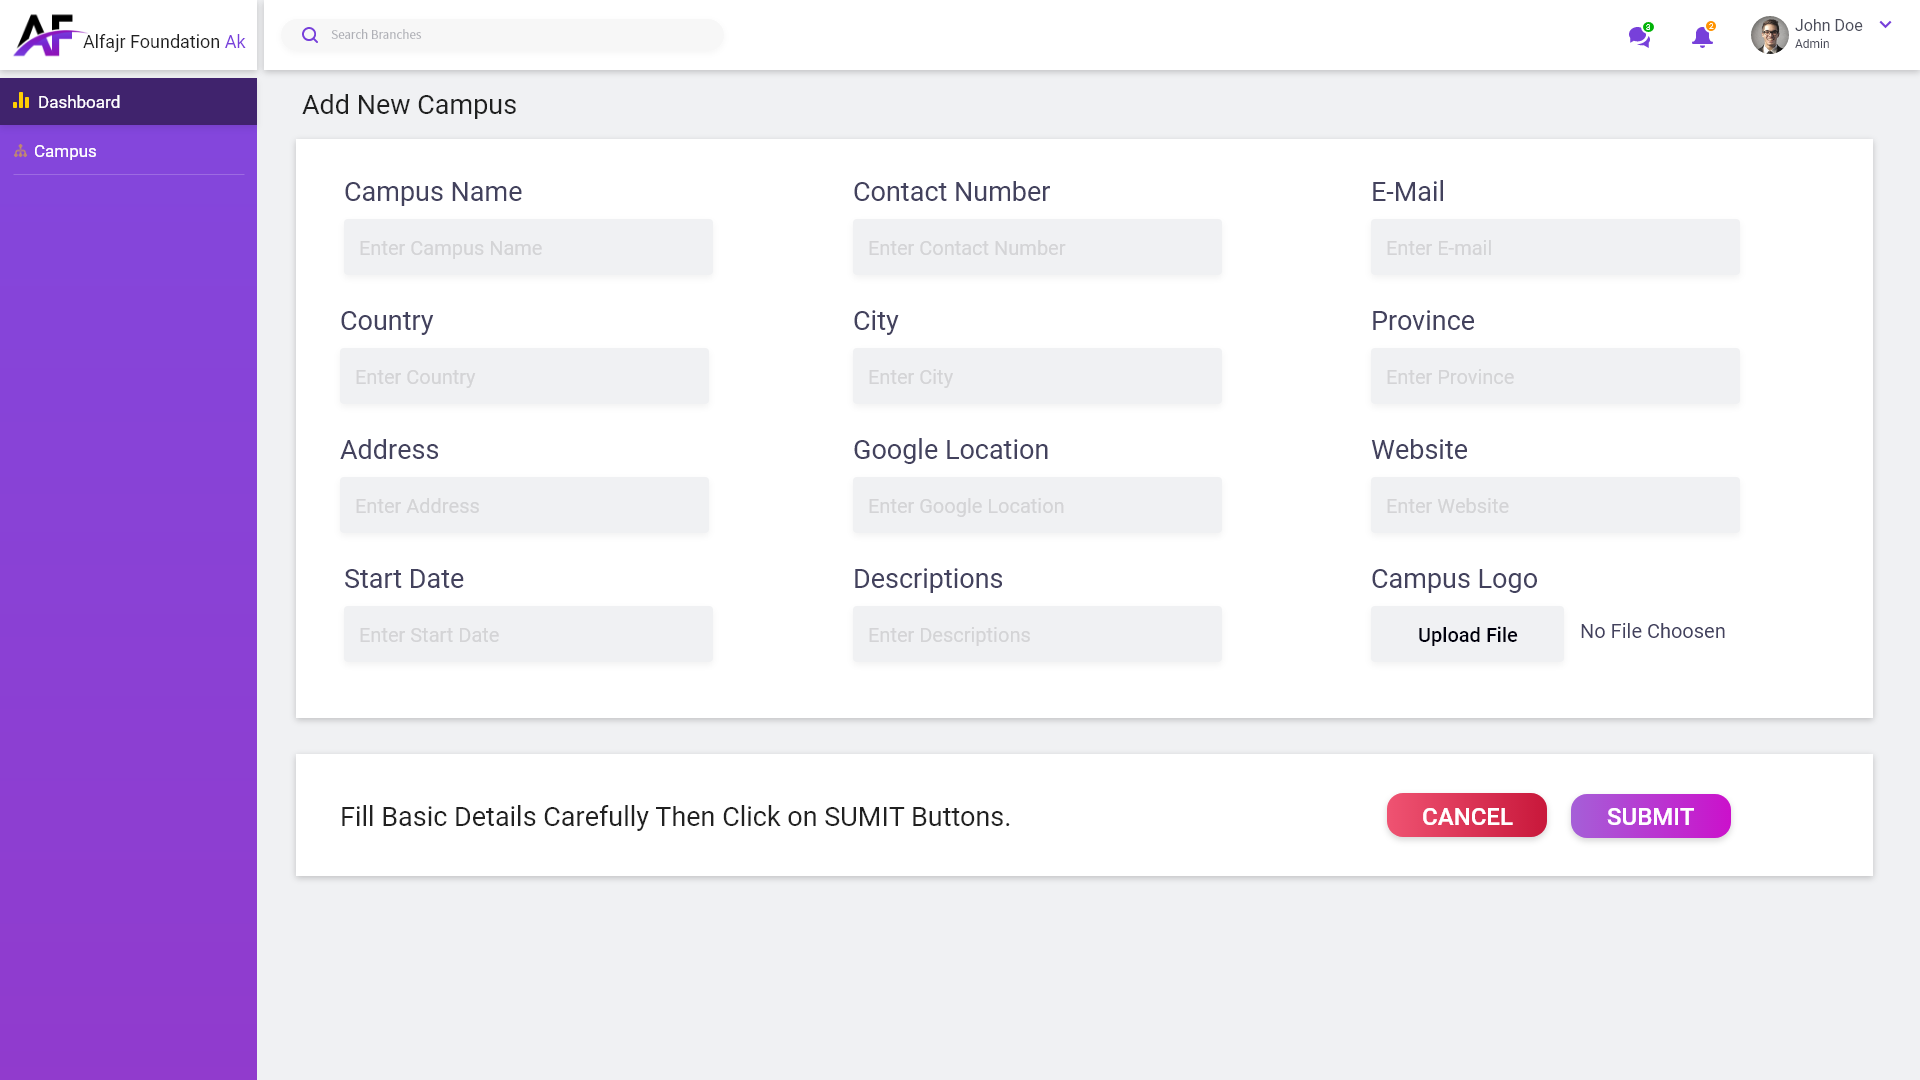 AF Alfajr Foundation Ak
Search Branches
3
2
John Doe
Admin
Dashboard
Campus
Add New Campus
Campus Name
Contact Number
E-Mail
Enter Campus Name
Enter Contact Number
Enter E-mail
Country
City
Province
Enter Country
Enter City
Enter Province
Address
Google Location
Website
Enter Address
Enter Google Location
Enter Website
Start Date
Descriptions
Campus Logo
Enter Start Date
Enter Descriptions
Upload File
No File Choosen
Fill Basic Details Carefully Then Click on SUMIT Buttons.
CANCEL
SUBMIT